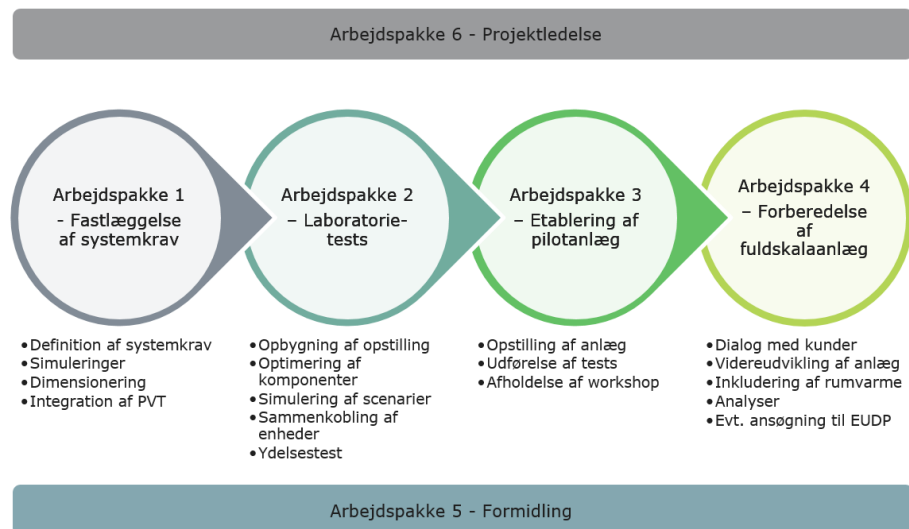 Arbejdspakke 6 - Projektledelse
Arbejdspakke 1
- Fastlæggelse
af systemkrav
• Definition af systemkrav
• Simuleringer
• Dimensionering
• Integration af PVT
Arbejdspakke 2
– Laboratorie-
tests
• Opbygning af opstilling
• Optimering af
komponenter
• Simulering af scenarier
• Sammenkobling af
enheder
• Ydelsestest
Arbejdspakke 3
– Etablering af
pilotanlæg
• Opstilling af anlæg
• Udførelse af tests
• Afholdelse af workshop
Arbejdspakke 4
– Forberedelse
af
fuldskalaanlæg
• Dialog med kunder
• Videreudvikling af anlæg
• Inkludering af rumvarme
• Analyser
• Evt. ansøgning til EUDP
Arbejdspakke 5 - Formidling